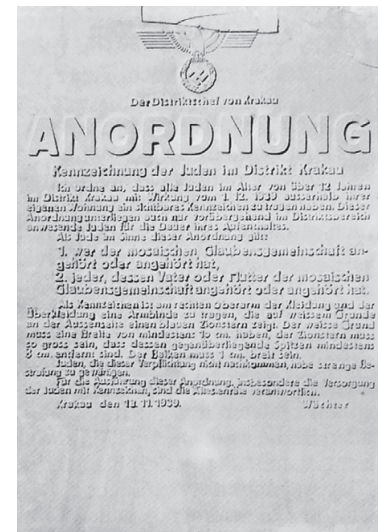 Der Distriktschef von Krakau
ANORDNUNG
Kennzeichnung der Juden im Distrikt Krakau
Ich ordne an, dass alle Juden im Alter von über 12 Jahren
im Distrikt Krakau mit Wirkung vom 1. 12. 1939 ausserhalb ihrer
eigenen Wohnung ein sichtbares Kennzeichen zu tragen haben. Dieser
Anordnung unterliegen auch nur vorübergehend im Distriktsbereich
anwesende Juden für die Dauer ihres Aufenthaltes.
Als Jude im Sinne dieser Anordnung gilt:
1. wer der mosaischen Glaubensgemeinschaft an-
gehört oder angehört hat,
2. jeder, dessen Vater oder Mutter der mosaischen
Glaubensgemeinschaft angehört oder angehört hat.
Als Kennzeichen ist am rechten Oberarm der Kleidung und der
Überkleidung eine Armbinde zu tragen, die auf weissem Grunde
an der Aussenseite einen blauen Zionstern zeigt. Der weisse Grund
muss eine Breite von mindestens 10 cm. haben, der Zionstern muss
so gross sein, dass dessen gegenüberliegende Spitzen mindestens
8 cm. entfernt sind. Der Balken muss 1 cm. breit sein.
Juden, die dieser Verpflichtung nicht nachkommen, haben strenge Be-
strafung zu gewärtigen.
Für die Ausführung dieser Anordnung, insbesondere die Versorgung
der Juden mit Kennzeichen, sind die Ältestenräte verantwortlich.
Krakau, den 18. 11. 1939. Wächter